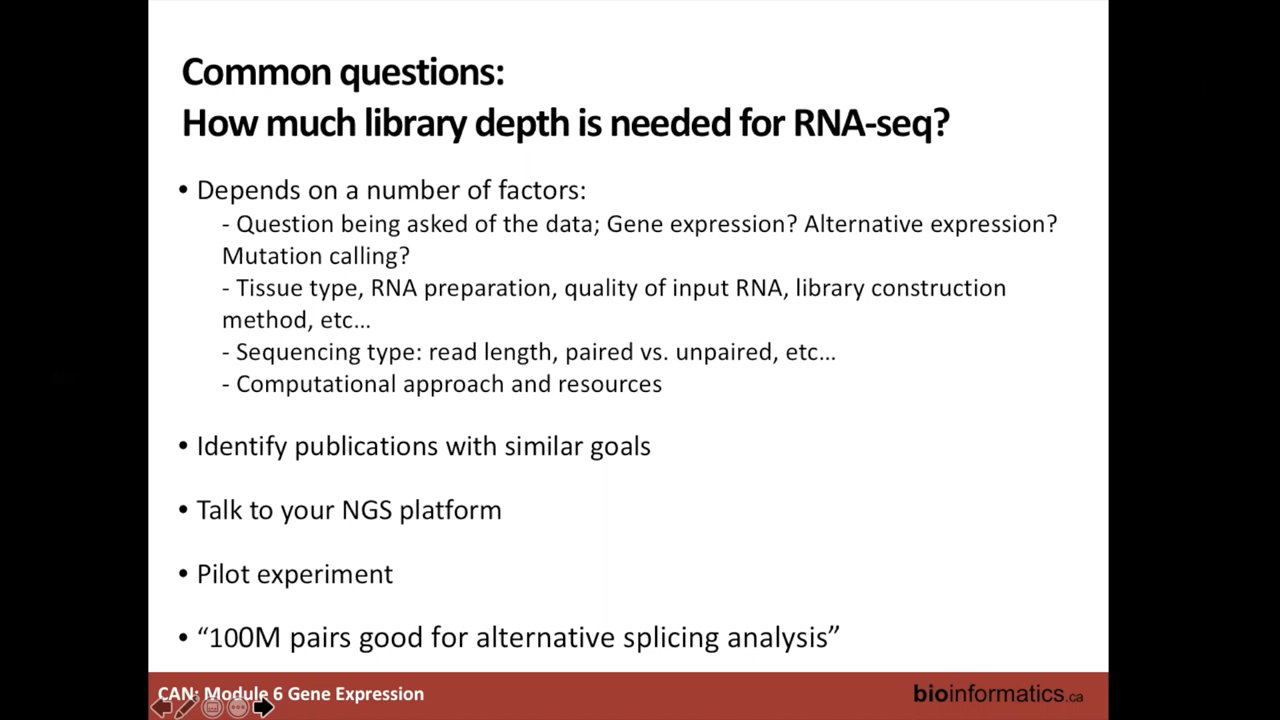 Common questions:
How much library depth is needed for RNA-seq?
• Depends on a number of factors:
- Question being asked of the data; Gene expression? Alternative expression?
Mutation calling?
- Tissue type, RNA preparation, quality of input RNA, library construction
method, etc…
- Sequencing type: read length, paired vs. unpaired, etc…
- Computational approach and resources
• Identify publications with similar goals
• Talk to your NGS platform
• Pilot experiment
• “100M pairs good for alternative splicing analysis”
CAN: Module 6 Gene Expression
bioinformatics.ca